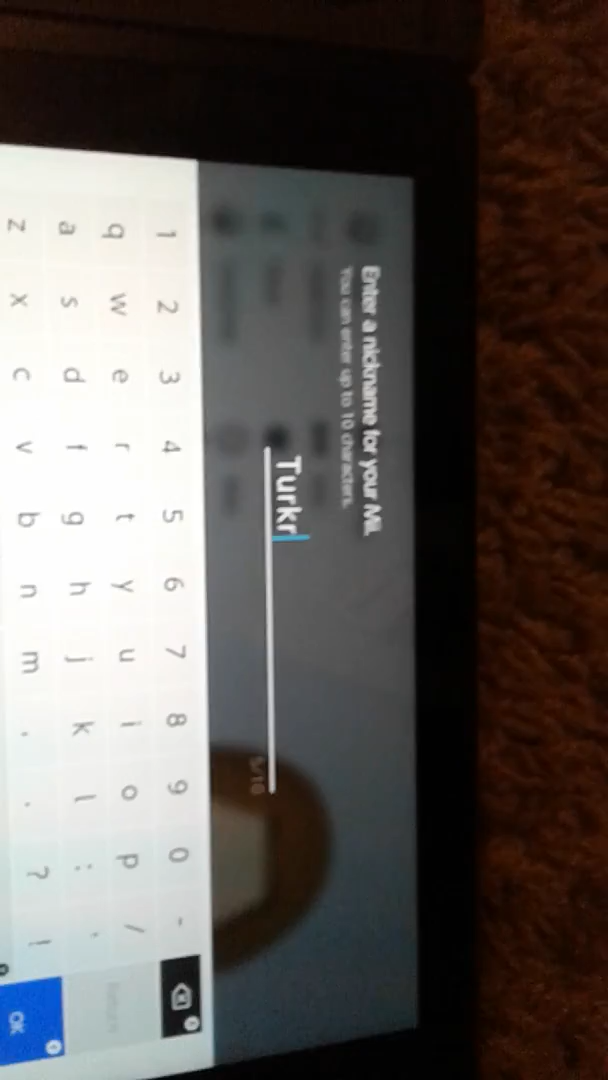 Enter a nickname for your Mii.
You can enter up to 10 characters.
Turkr
5/10
1 2 3 4 5 6 7 8 9 0 -
q w e r t y u i o p /
a s d f g h j k l : '
z x c v b n m , . ? !
OK